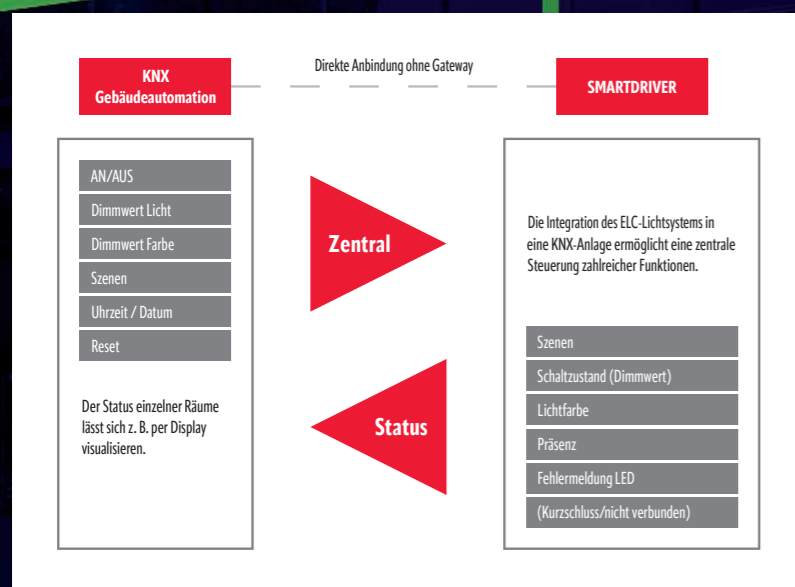 KNX
Gebäudeautomation
Direkte Anbindung ohne Gateway
SMARTDRIVER
AN/AUS
Dimmwert Licht
Dimmwert Farbe
Szenen
Uhrzeit / Datum
Reset
Der Status einzelner Räume
lässt sich z. B. per Display
visualisieren.
Zentral
Status
Die Integration des ELC-Lichtsystems in
eine KNX-Anlage ermöglicht eine zentrale
Steuerung zahlreicher Funktionen.
Szenen
Schaltzustand (Dimmwert)
Lichtfarbe
Präsenz
Fehlermeldung LED
(Kurzschluss/nicht verbunden)